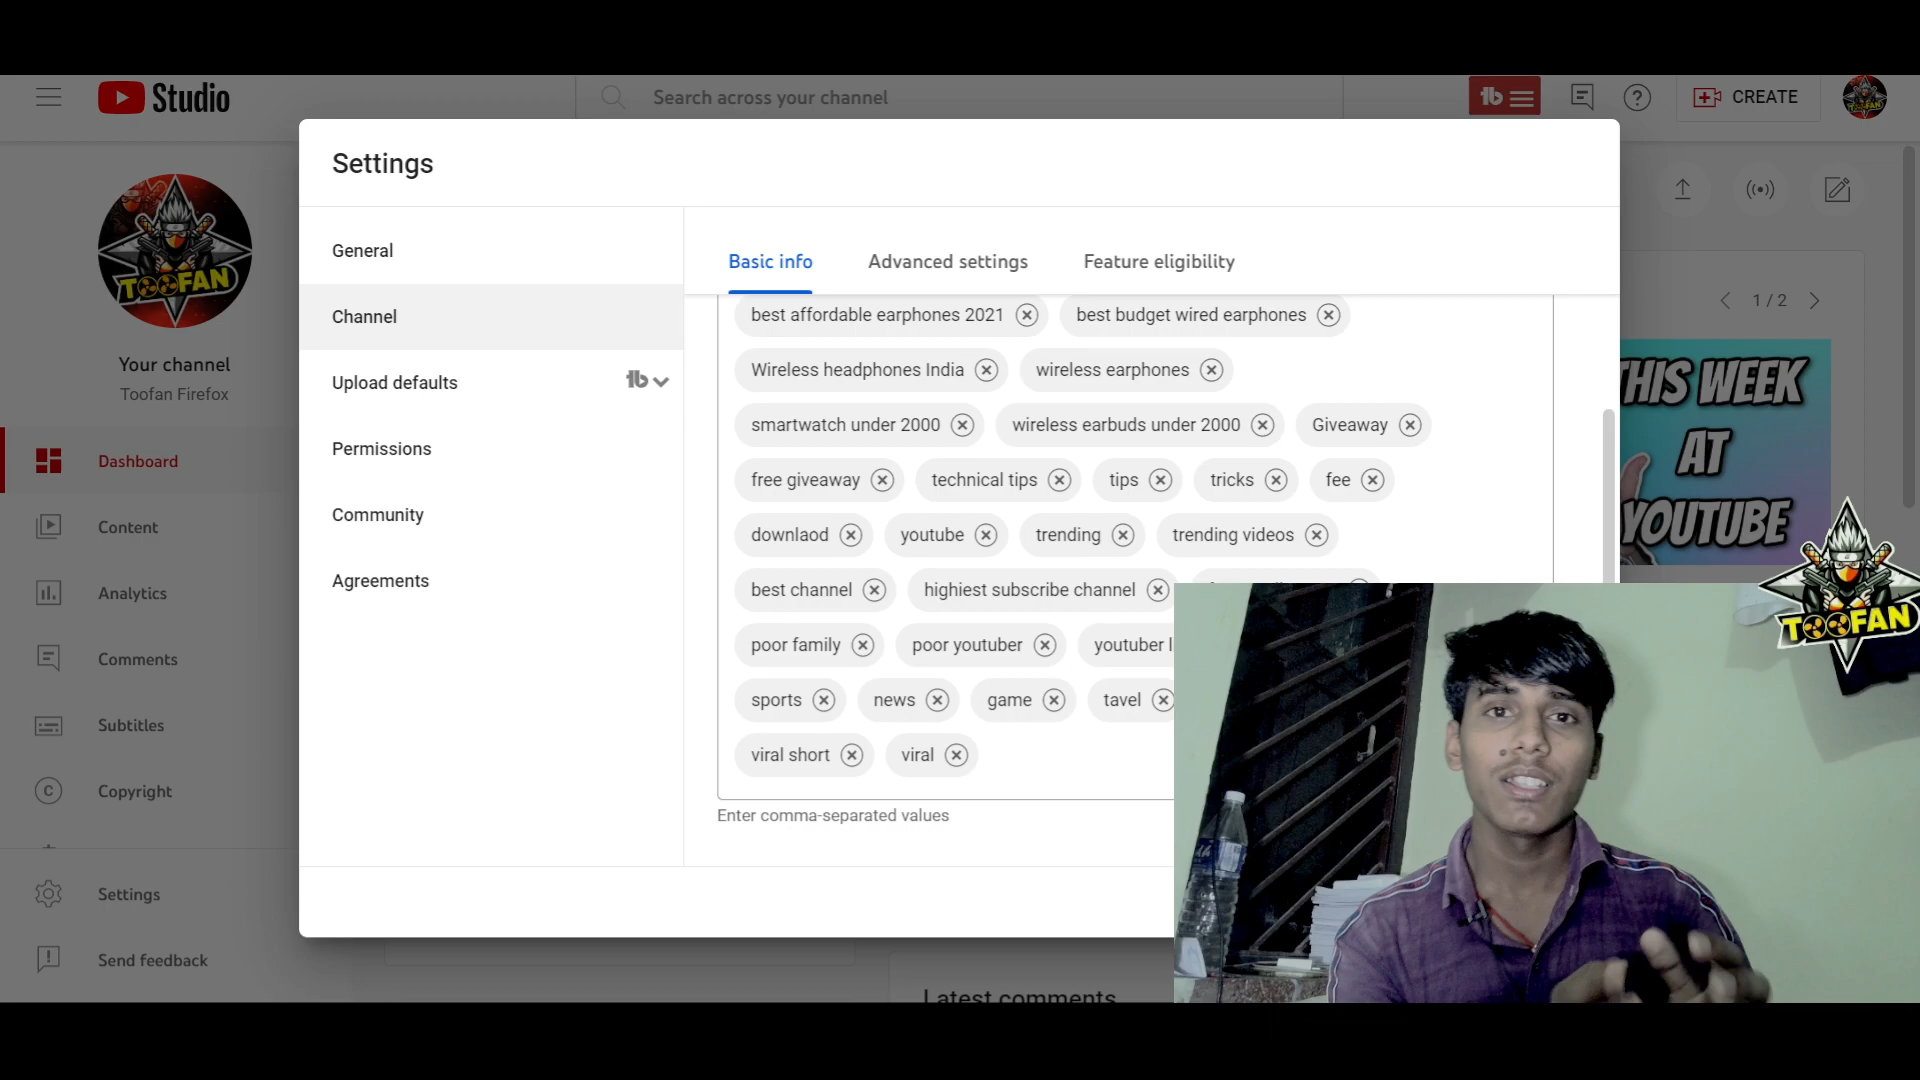 Studio
Search across your channel
CREATE
Settings
TOOFAN
Your channel
Toofan Firefox
Dashboard
Content
Analytics
Comments
Subtitles
Copyright
Settings
Send feedback
General
Channel
Upload defaults
Permissions
Community
Agreements
Basic info Advanced settings Feature eligibility
best affordable earphones 2021 best budget wired earphones
Wireless headphones India wireless earphones
smartwatch under 2000 wireless earbuds under 2000 Giveaway
free giveaway technical tips tips tricks fee
downlaod youtube trending trending videos
best channel highiest subscribe channel
poor family poor youtuber youtuber
sports news game tavel
viral short viral
Enter comma-separated values
1 / 2
THIS WEEK
AT
YOUTUBE
TOOFAN
Latest comments